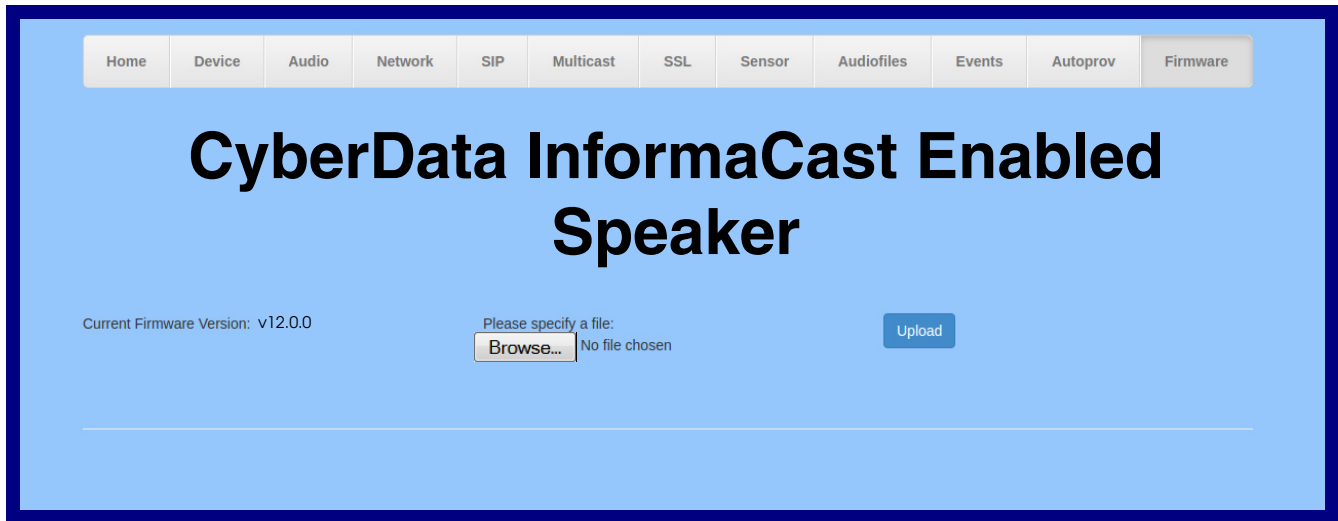 Home Device Audio Network SIP Multicast SSL Sensor Audiofiles Events Autoprov Firmware
CyberData InformaCast Enabled
Speaker
Current Firmware Version: v12.0.0
Please specify a file:
Browse... No file chosen
Upload